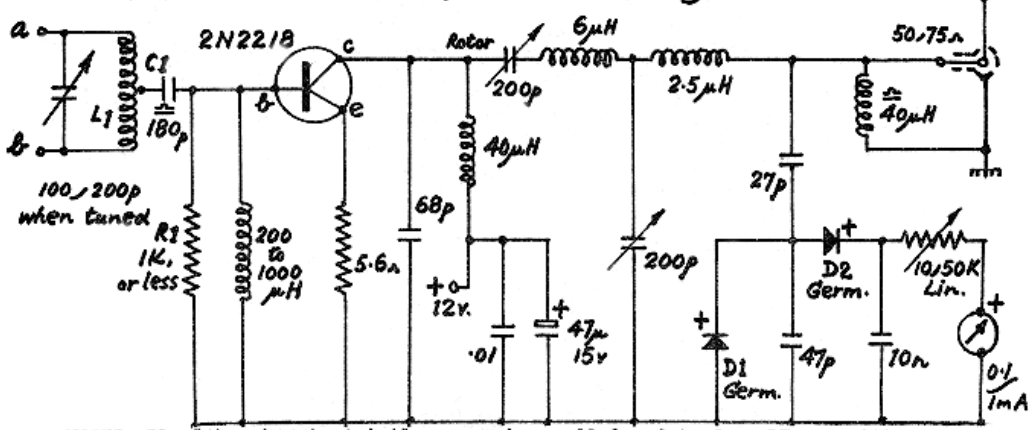 a
b
L1
C1
≏
180p
100/200p
when tuned
2N2218
c
b
e
R1
1K,
or less
200
to
1000
µH
5.6Ω
68p
Rotor
40µH
+
12v.
.01
+
47µ
15v
200p
6µH
2.5µH
200p
27p
50/75Ω
≏
40µH
+
D1
Germ.
+
D2
Germ.
47p
10n
10/50K
Lin.
+
0.1/
1mA